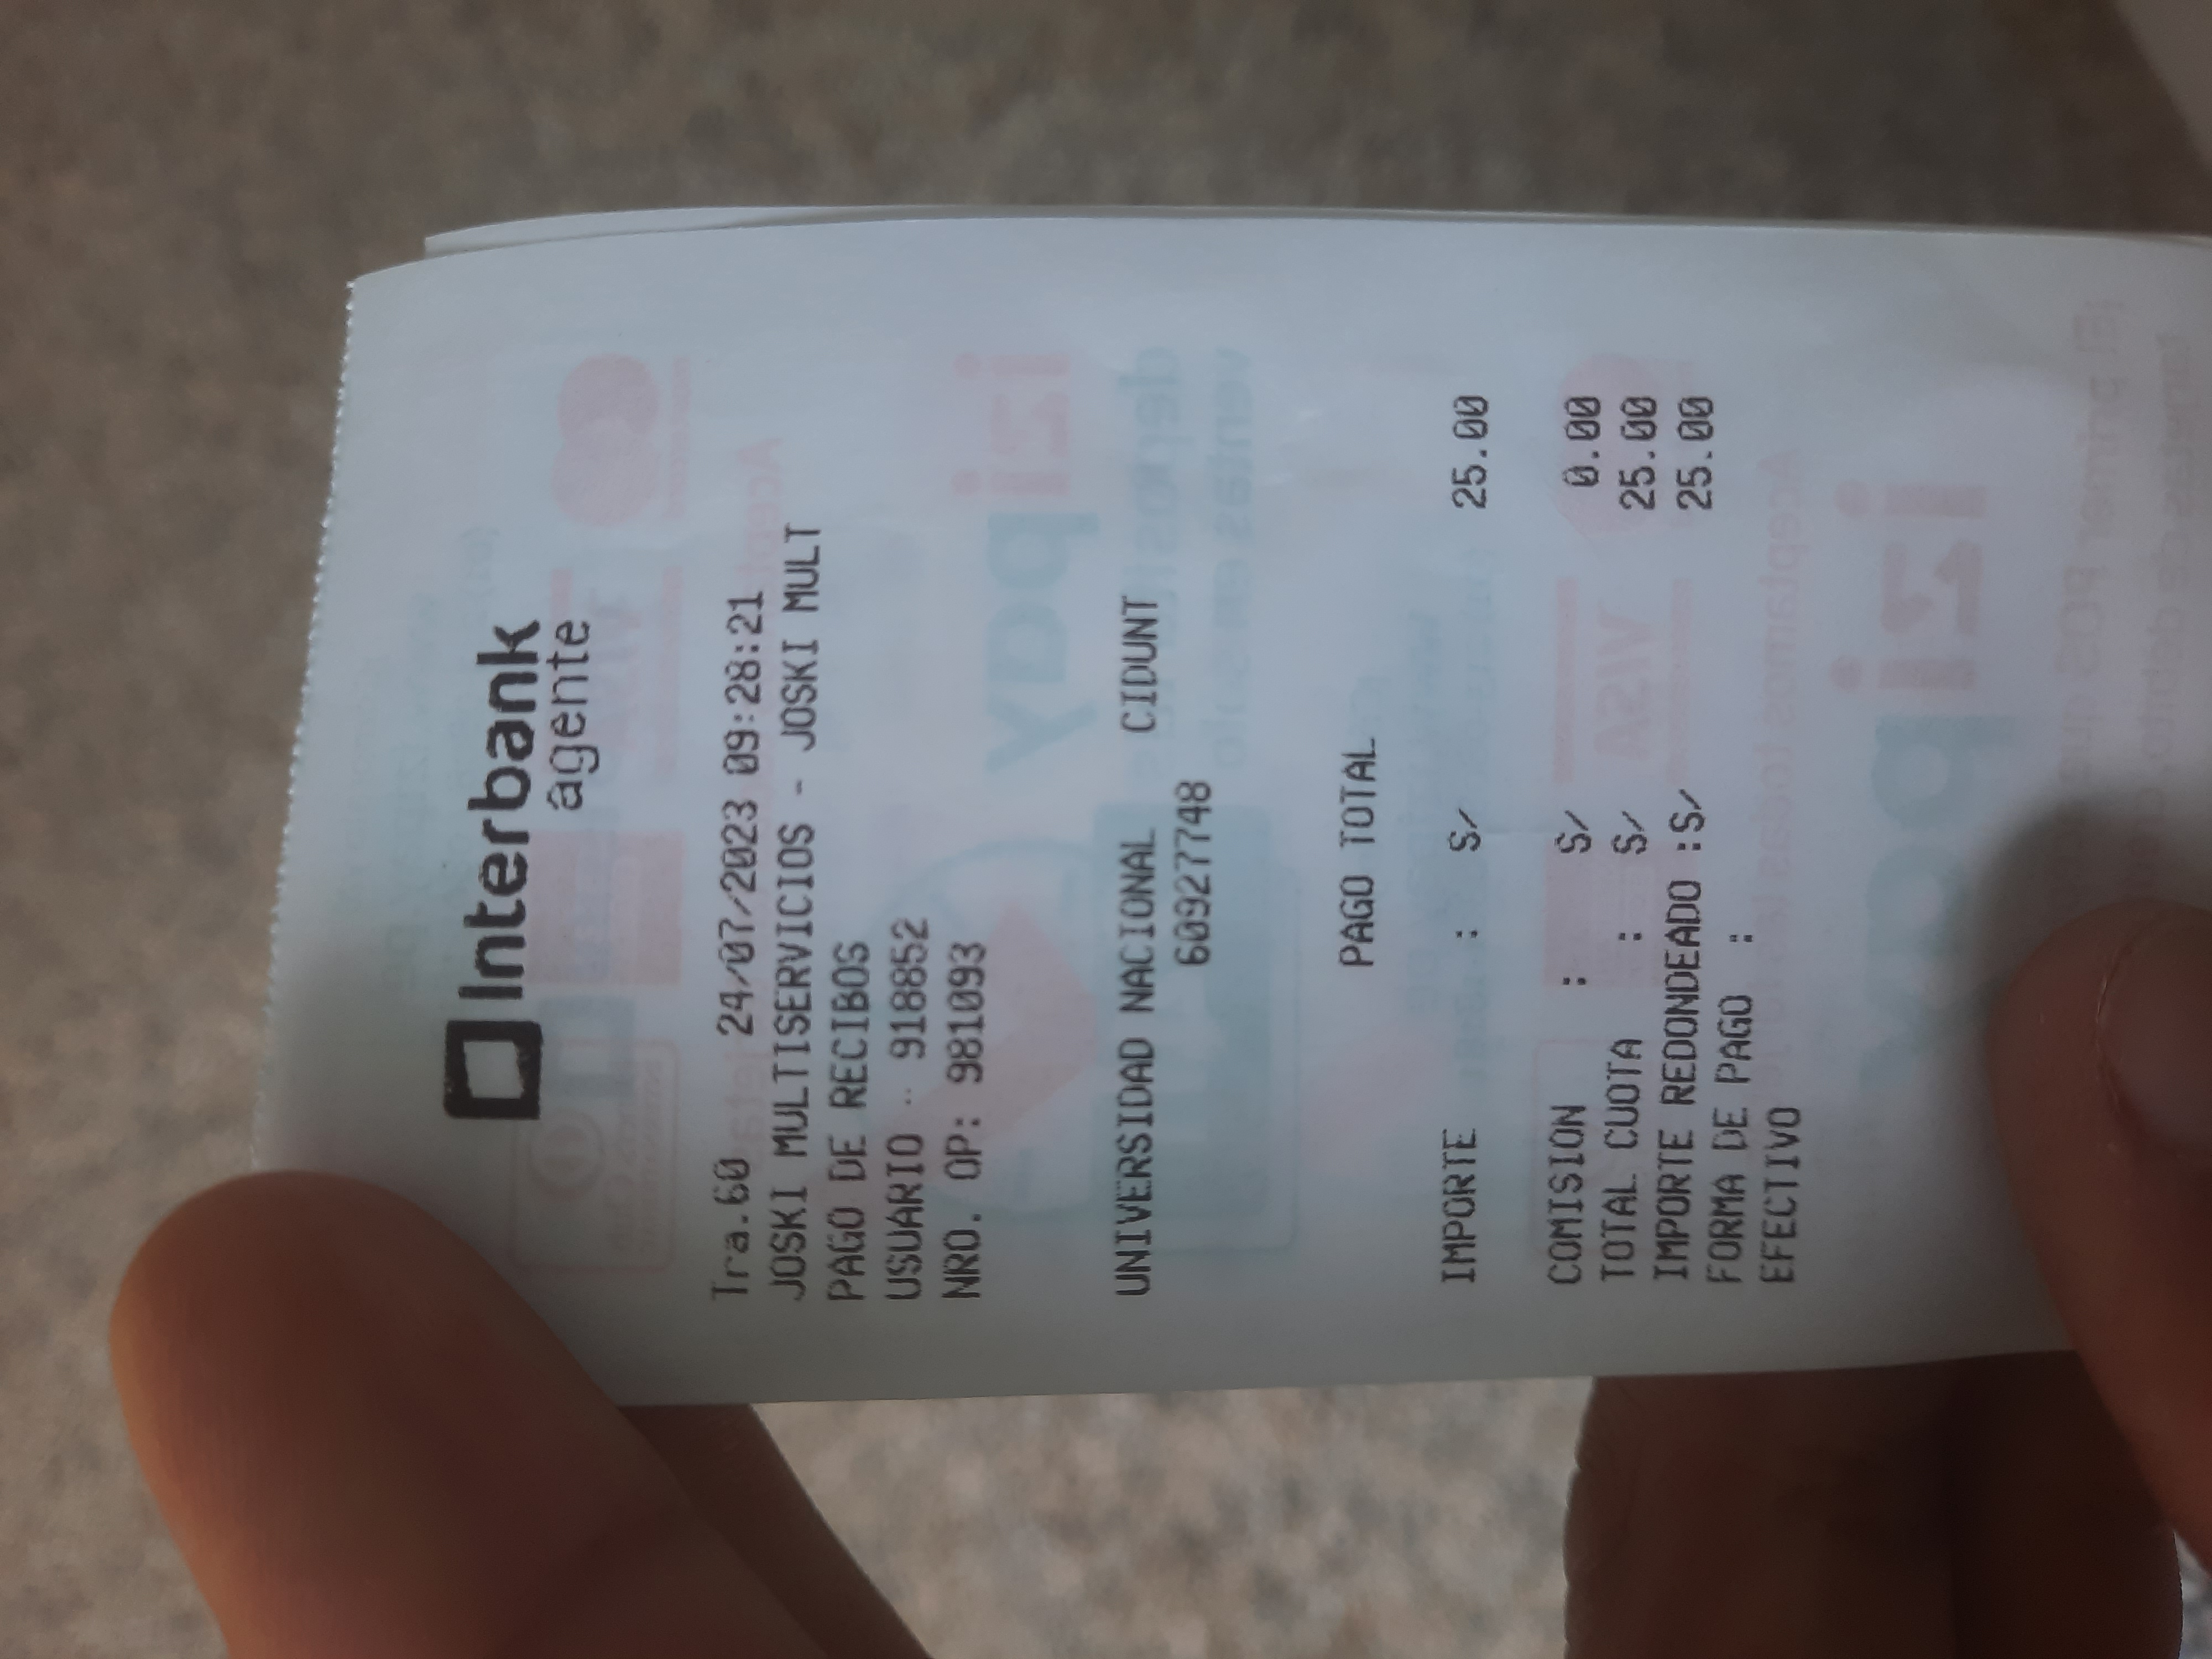 Interbank
agente
Tra.60 24/07/2023 09:28:21
JOSKI MULTISERVICIOS - JOSKI MULT
PAGO DE RECIBOS
USUARIO : 918852
NRO. OP: 981093
UNIVERSIDAD NACIONAL CIDUNT
60927748
PAGO TOTAL
IMPORTE : S/ 25.00
COMISION : S/ 0.00
TOTAL CUOTA : S/ 25.00
IMPORTE REDONDEADO :S/ 25.00
FORMA DE PAGO :
EFECTIVO